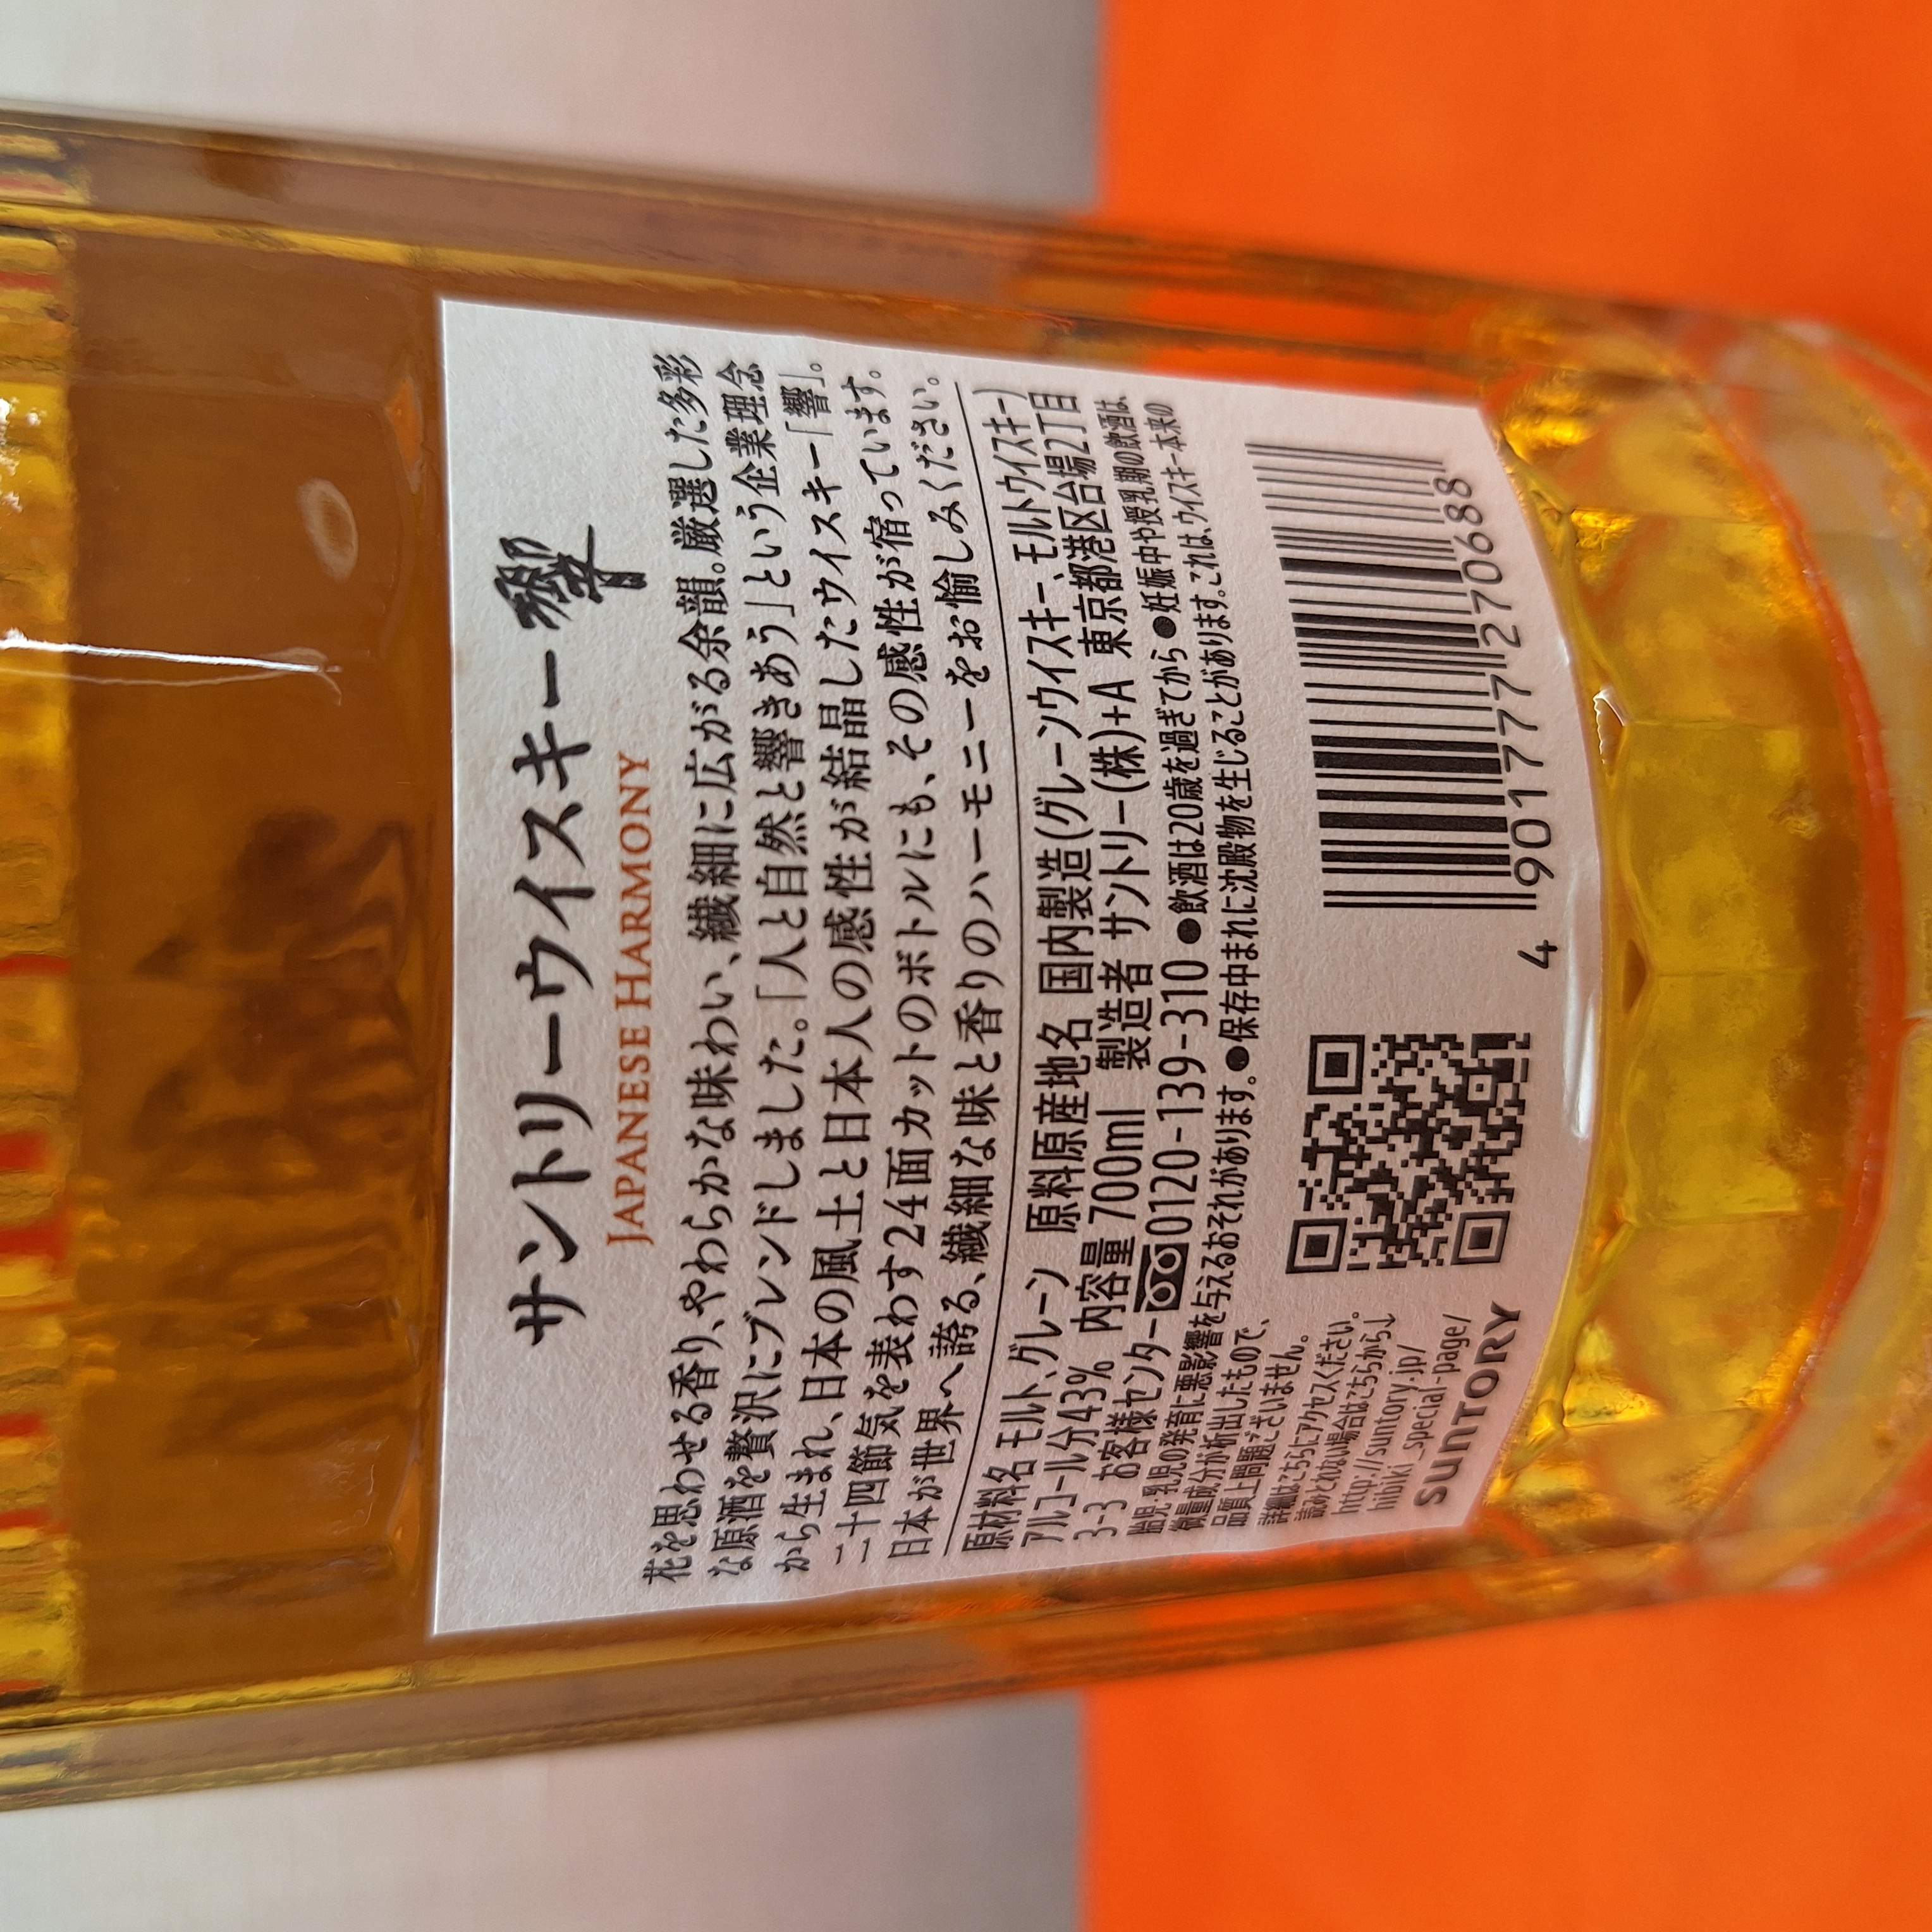 サントリーウイスキー 響
JAPANESE HARMONY
花を思わせる香り、やわらかな味わい、繊細に広がる余韻。厳選した多彩
な原酒を贅沢にブレンドしました。「人と自然と響きあう」という企業理念
から生まれ、日本の風土と日本人の感性が結晶したウイスキー「響」。
二十四節気を表わす24面カットのボトルにも、その感性が宿っています。
日本が世界へ誇る、繊細な味と香りのハーモニーをお愉しみください。
原材料名 モルト、グレーン 原料原産地名 国内製造(グレーンウイスキー、モルトウイスキー)
アルコール分43% 内容量 700ml 製造者 サントリー(株)+A 東京都港区台場2丁目
3-3 お客様センター 0120-139-310 ●飲酒は20歳を過ぎてから ●妊娠中や授乳期の飲酒は、
胎児・乳児の発育に悪影響を与えるおそれがあります。●保存中まれに沈殿物を生じることがあります。これは、ウイスキー本来の
微量成分が析出したもので、
品質上問題ございません。
詳細はこちらにアクセスください。
読みとれない場合はこちらから↓
http://suntory.jp/
hibiki_special-page/
SUNTORY
4 901777 270688